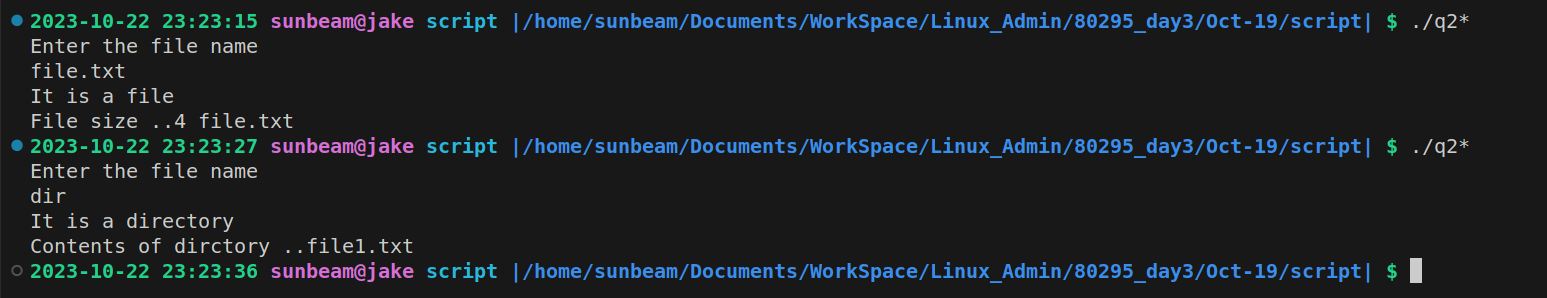 2023-10-22 23:23:15 sunbeam@jake script |/home/sunbeam/Documents/WorkSpace/Linux_Admin/80295_day3/Oct-19/script| $ ./q2*
Enter the file name
file.txt
It is a file
File size ..4 file.txt
2023-10-22 23:23:27 sunbeam@jake script |/home/sunbeam/Documents/WorkSpace/Linux_Admin/80295_day3/Oct-19/script| $ ./q2*
Enter the file name
dir
It is a directory
Contents of dirctory ..file1.txt
2023-10-22 23:23:36 sunbeam@jake script |/home/sunbeam/Documents/WorkSpace/Linux_Admin/80295_day3/Oct-19/script| $